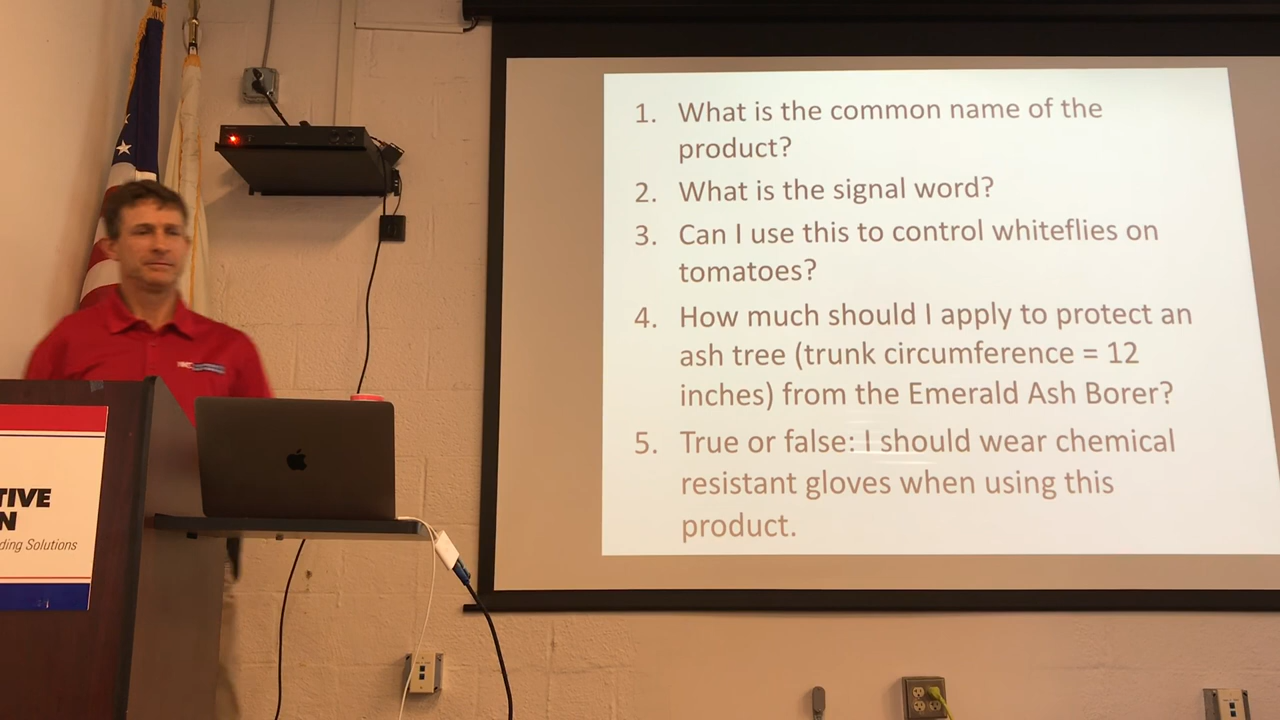 1. What is the common name of the
product?
2. What is the signal word?
3. Can I use this to control whiteflies on
tomatoes?
4. How much should I apply to protect an
ash tree (trunk circumference = 12
inches) from the Emerald Ash Borer?
5. True or false: I should wear chemical
resistant gloves when using this
product.
TIVE
N
ding Solutions